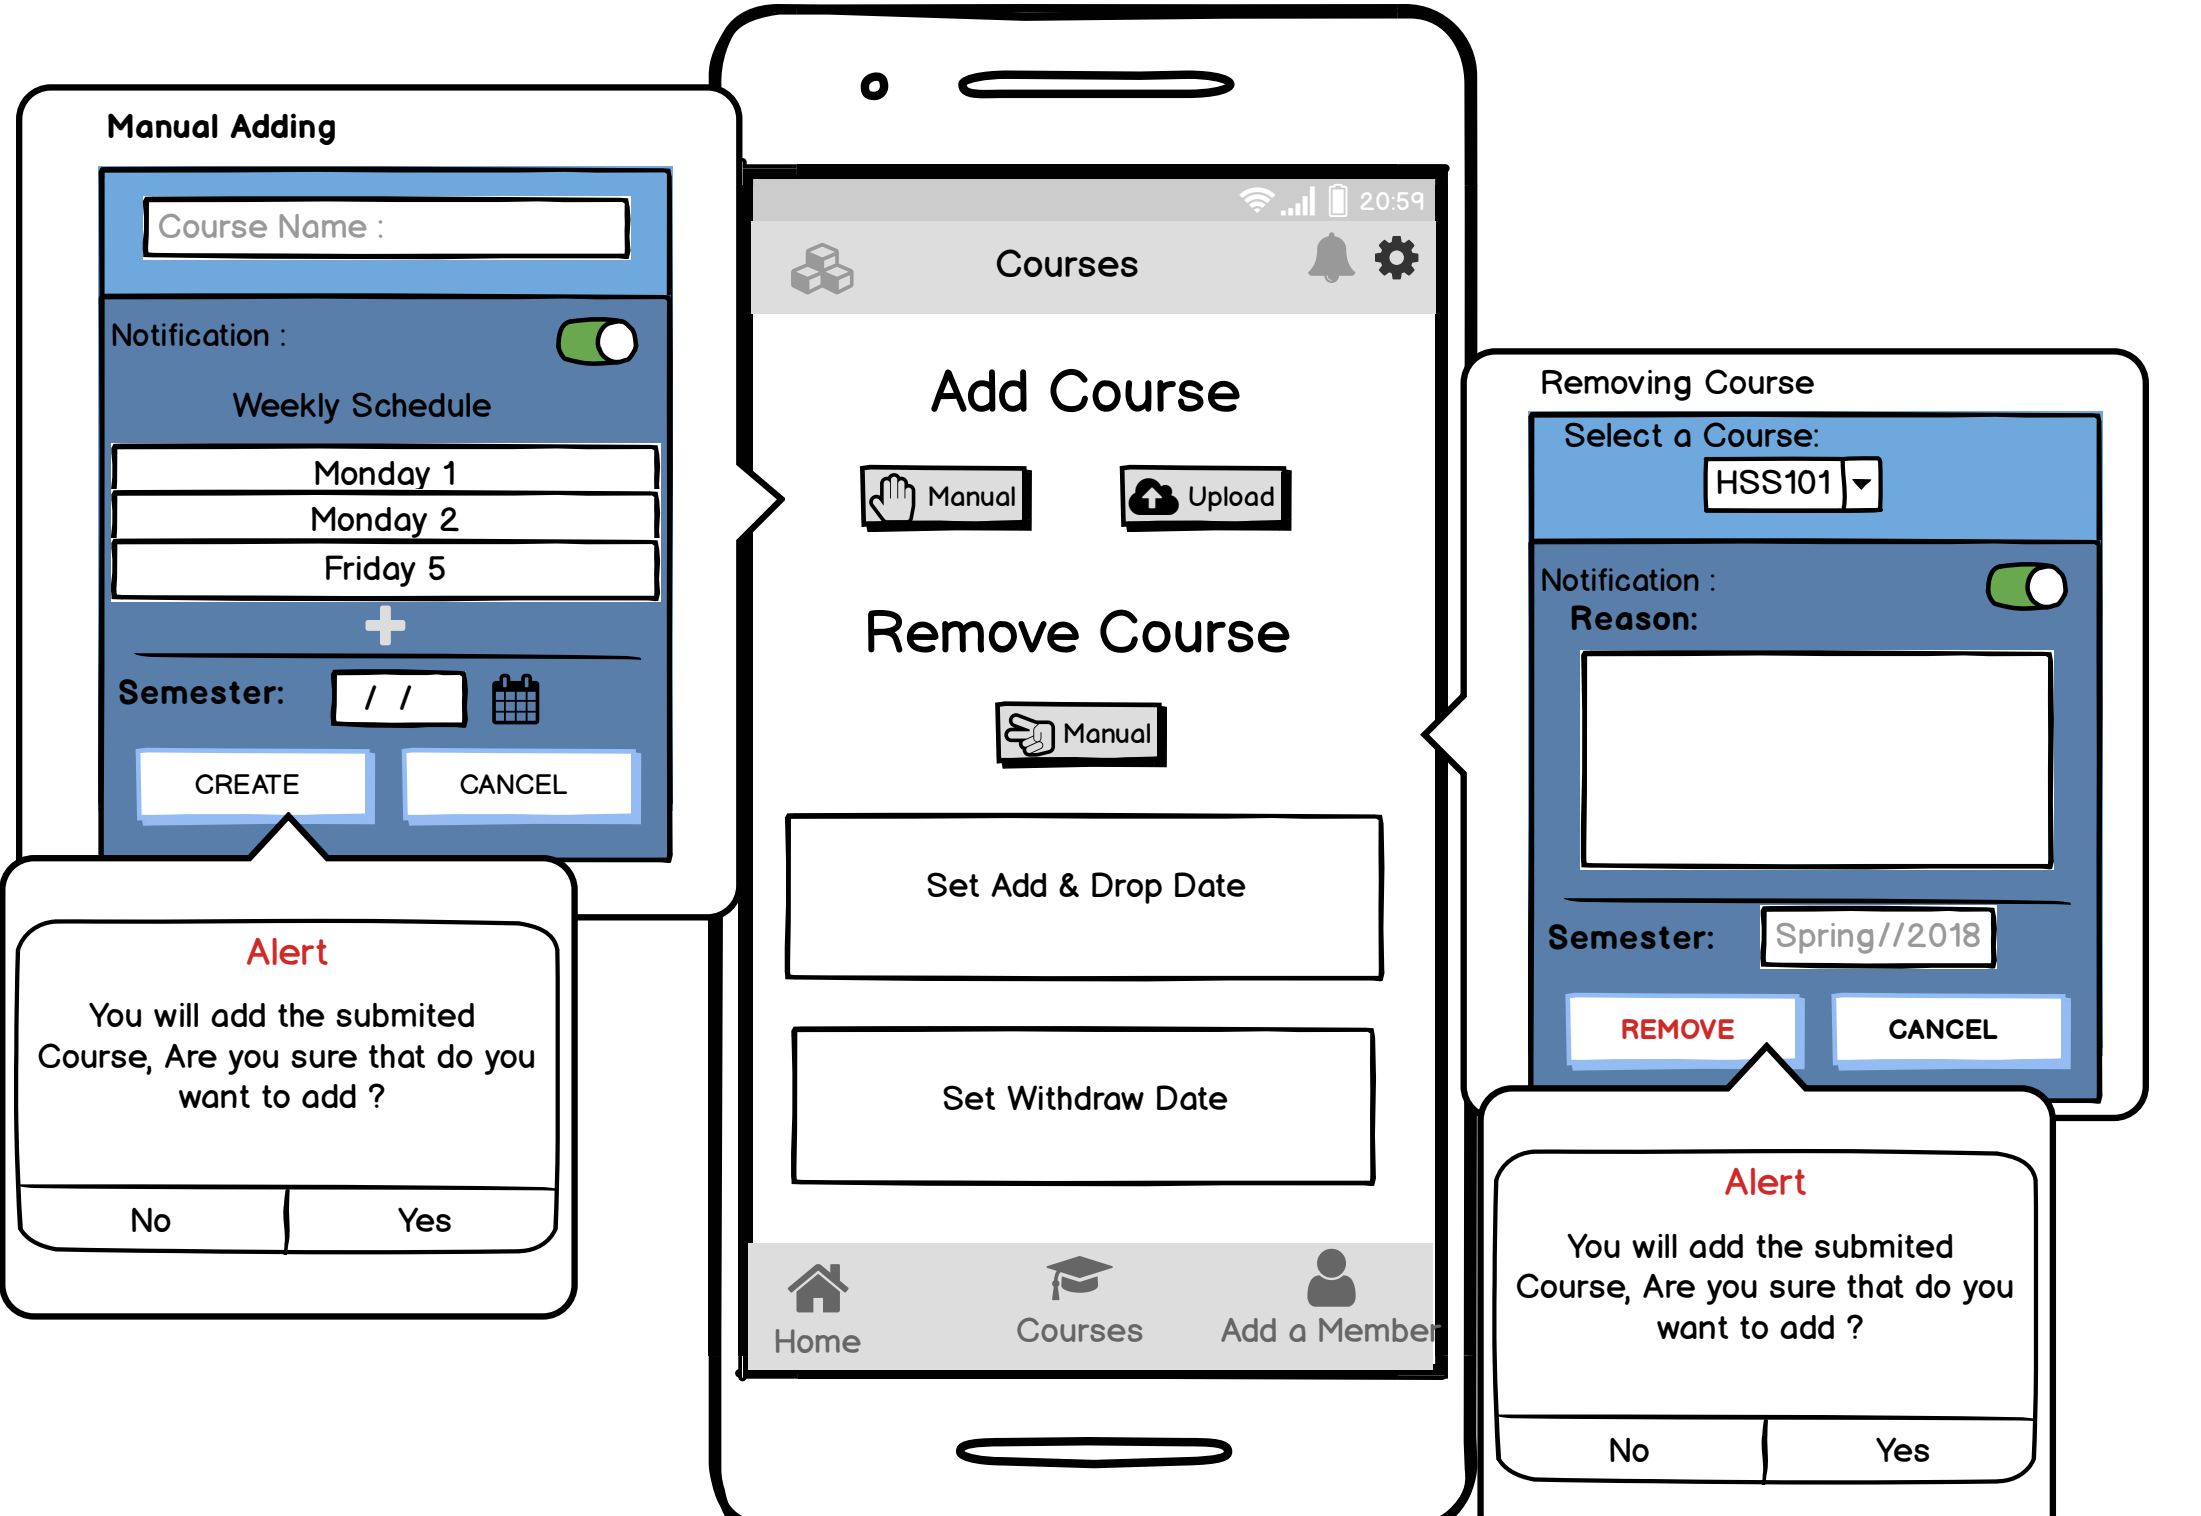 Manual Adding
Course Name :
Notification :
Weekly Schedule
Monday 1
Monday 2
Friday 5
Semester:
/ /
CREATE
CANCEL
Alert
You will add the submited
Course, Are you sure that do you
want to add ?
No
Yes
20:59
Courses
Add Course
Manual
Upload
Remove Course
Manual
Set Add & Drop Date
Set Withdraw Date
Home
Courses
Add a Member
Removing Course
Select a Course:
HSS101
Notification :
Reason:
Semester:
Spring//2018
REMOVE
CANCEL
Alert
You will add the submited
Course, Are you sure that do you
want to add ?
No
Yes